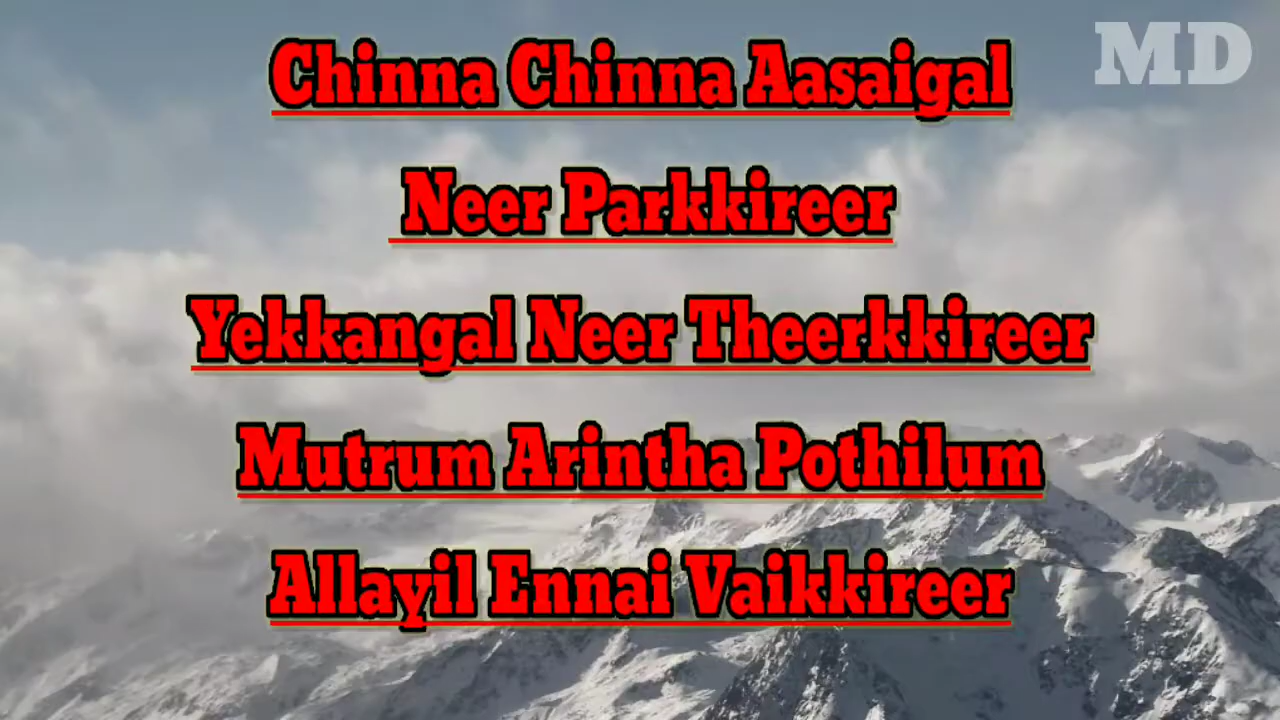 MD
Chinna Chinna Aasaigal
Neer Parkkireer
Yekkangal Neer Theerkkireer
Mutrum Arintha Pothilum
Allayil Ennai Vaikkireer